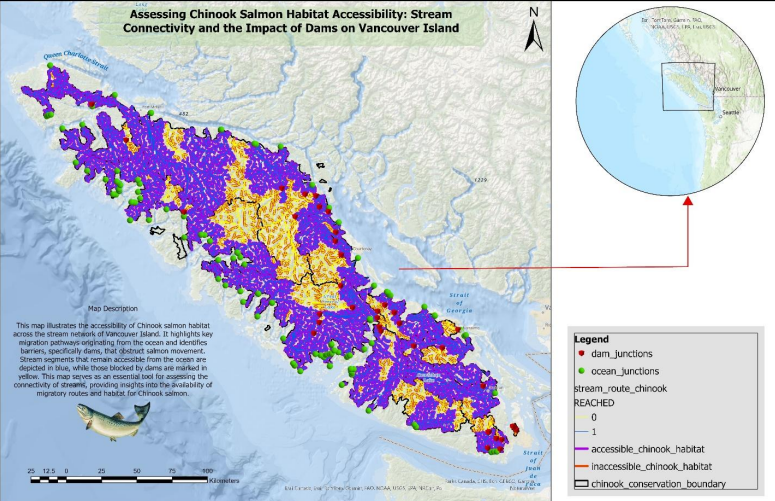 Assessing Chinook Salmon Habitat Accessibility: Stream
Connectivity and the Impact of Dams on Vancouver Island
N
Queen Charlotte Strait
Vancouver
Seattle
482
1229
Strait
of
Georgia
Map Description
This map illustrates the accessibility of Chinook salmon habitat
across the stream network of Vancouver Island. It highlights key
migration pathways originating from the ocean and identifies
barriers, specifically dams, that obstruct salmon movement.
Stream segments that remain accessible from the ocean are
depicted in blue, while those blocked by dams are marked in
yellow. This map serves as an essential tool for assessing the
connectivity of streams, providing insights into the availability of
migratory routes and habitat for Chinook salmon.
25 12.5 0 25 50 75 100
Kilometers
Strait
of
Juan
de
Legend
dam_junctions
ocean_junctions
stream_route_chinook
REACHED
0
1
accessible_chinook_habitat
inaccessible_chinook_habitat
chinook_conservation_boundary